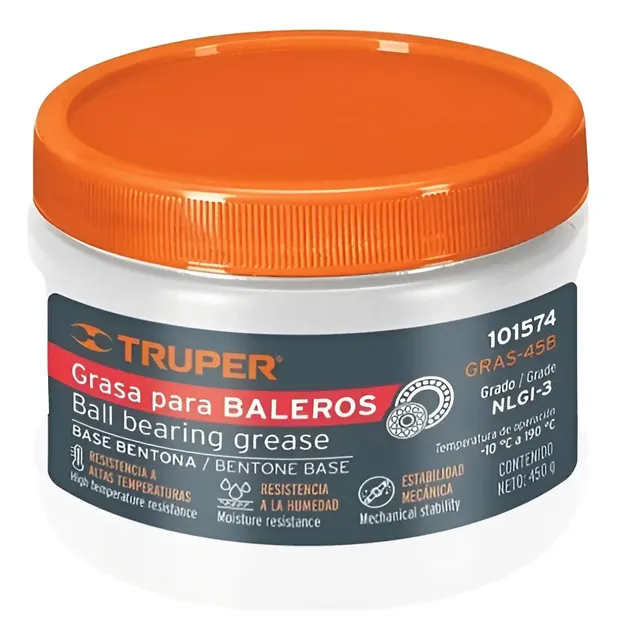 TRUPER®
Grasa para BALEROS
Ball bearing grease
BASE BENTONA / BENTONE BASE
RESISTENCIA A
ALTAS TEMPERATURAS
High temperature resistance
RESISTENCIA
A LA HUMEDAD
Moisture resistance
ESTABILIDAD
MECÁNICA
Mechanical stability
101574
GRAS-45B
Grado / Grade
NLGI-3
Temperatura de operación
-10 °C a 190 °C
CONTENIDO
NETO: 450 g